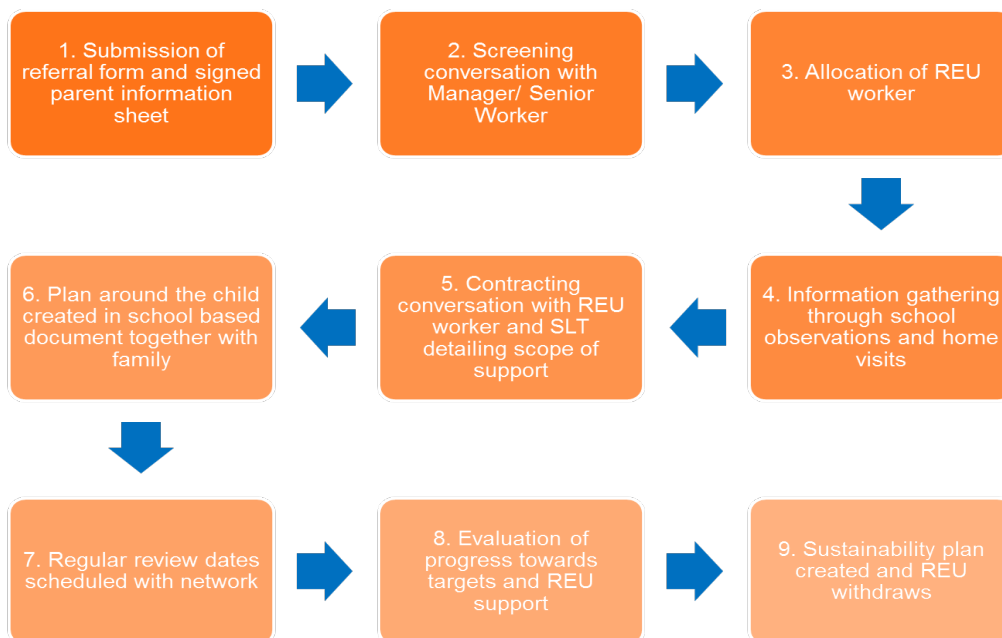 1. Submission of
referral form and signed
parent information
sheet
2. Screening
conversation with
Manager/ Senior
Worker
3. Allocation of REU
worker
4. Information gathering
through school
observations and home
visits
5. Contracting
conversation with REU
worker and SLT
detailing scope of
support
6. Plan around the child
created in school based
document together with
family
7. Regular review dates
scheduled with network
8. Evaluation of
progress towards
targets and REU
support
9. Sustainability plan
created and REU
withdraws